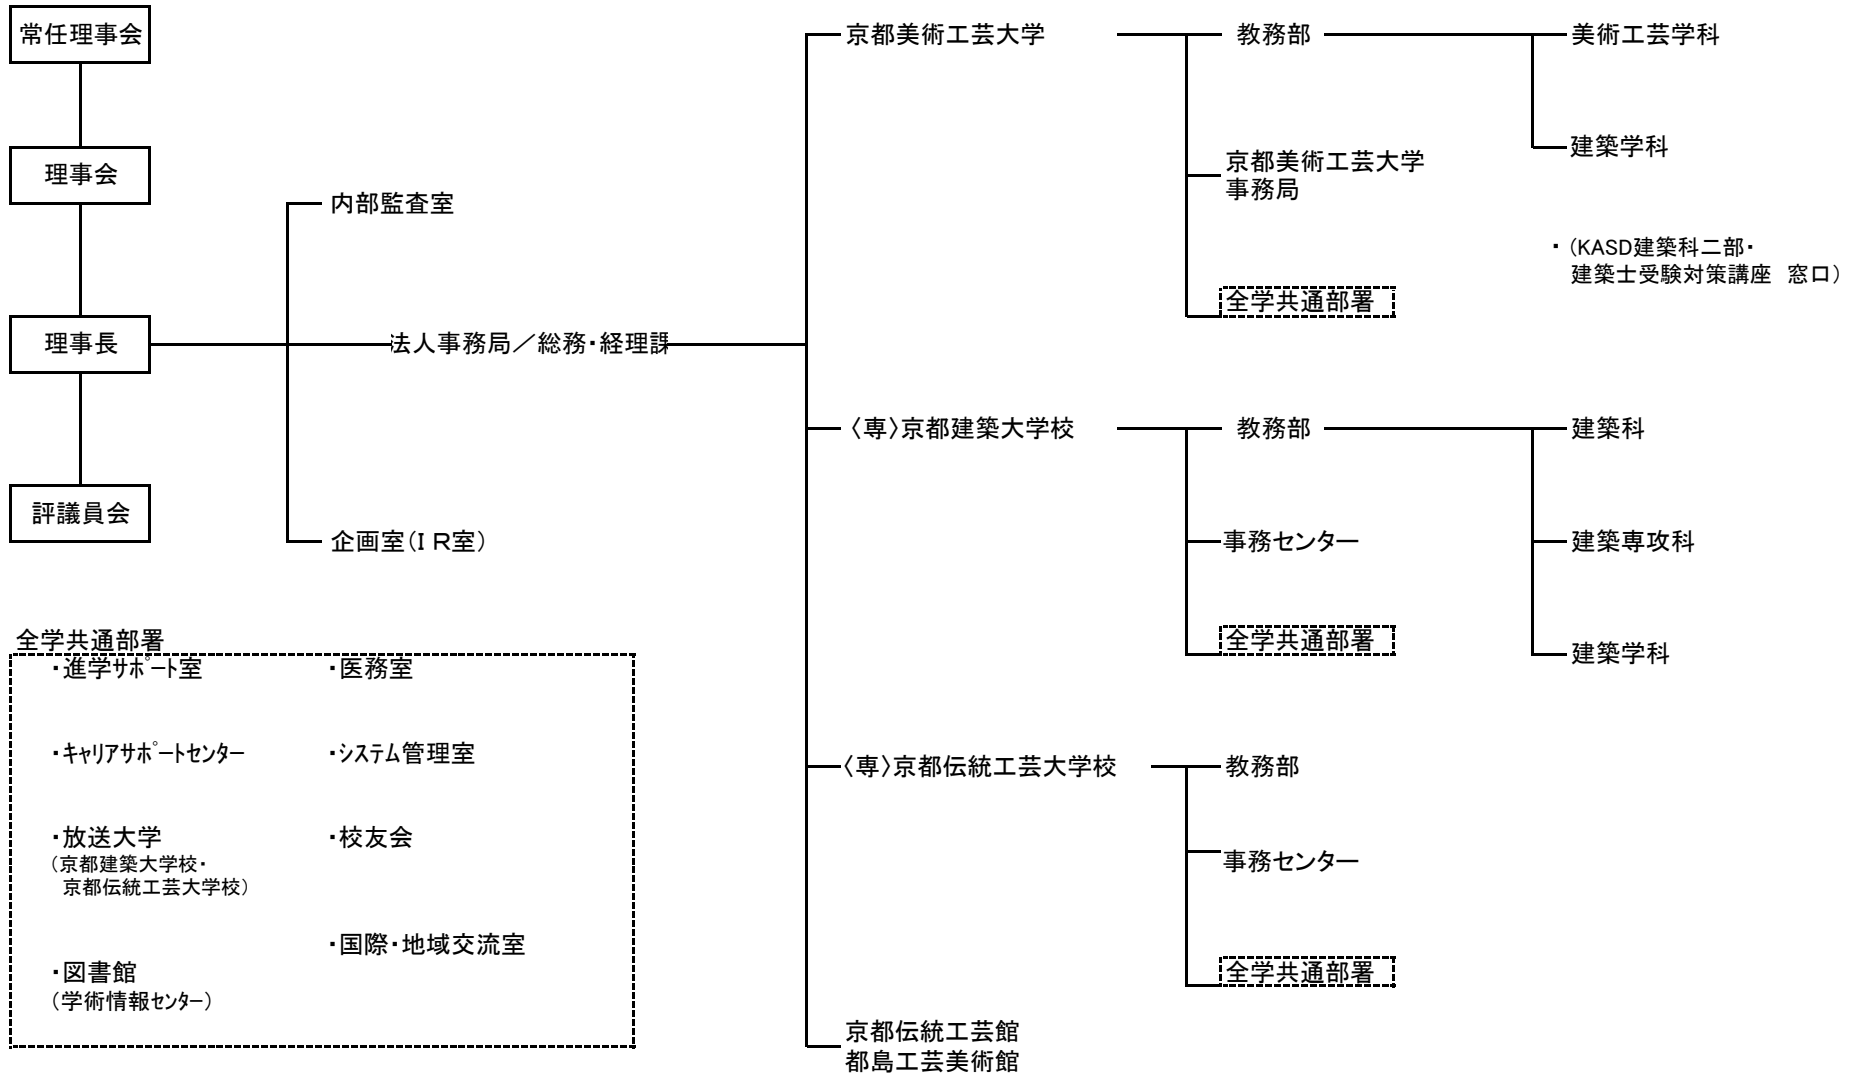 常任理事会
理事会
理事長
評議員会
内部監査室
法人事務局／総務・経理課
企画室（ＩＲ室）
京都美術工芸大学
教務部
美術工芸学科
建築学科
京都美術工芸大学
事務局
・（KASD建築科二部・
建築士受験対策講座　窓口）
全学共通部署
〈専〉京都建築大学校
教務部
建築科
事務センター
建築専攻科
全学共通部署
建築学科
〈専〉京都伝統工芸大学校
教務部
事務センター
全学共通部署
京都伝統工芸館
都島工芸美術館
全学共通部署
・進学ｻﾎﾟｰﾄ室
・ｷｬﾘｱｻﾎﾟｰﾄｾﾝﾀｰ
・放送大学
（京都建築大学校・
京都伝統工芸大学校）
・図書館
（学術情報ｾﾝﾀｰ）
・医務室
・ｼｽﾃﾑ管理室
・校友会
・国際・地域交流室